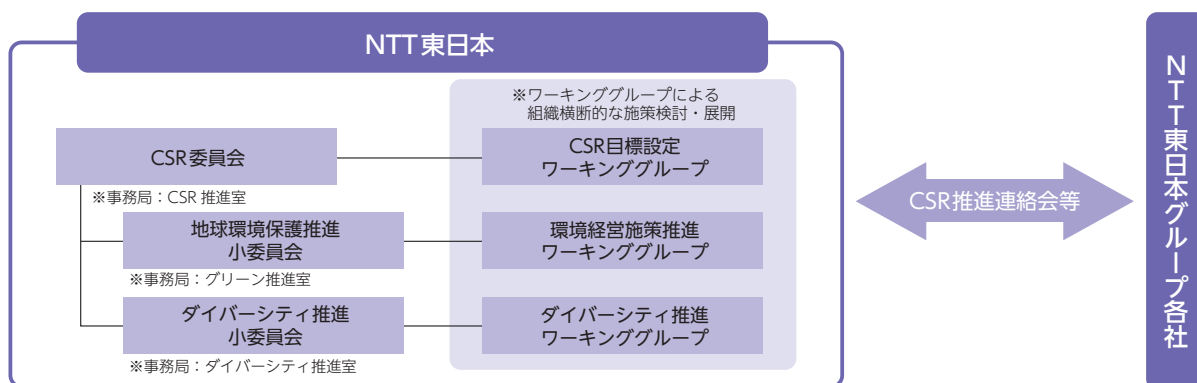 NTT東日本
※ワーキンググループによる
組織横断的な施策検討・展開
CSR委員会
CSR目標設定
ワーキンググループ
※事務局：CSR推進室
地球環境保護推進
小委員会
環境経営施策推進
ワーキンググループ
※事務局：グリーン推進室
ダイバーシティ推進
小委員会
ダイバーシティ推進
ワーキンググループ
※事務局：ダイバーシティ推進室
CSR推進連絡会等
NTT東日本グループ各社